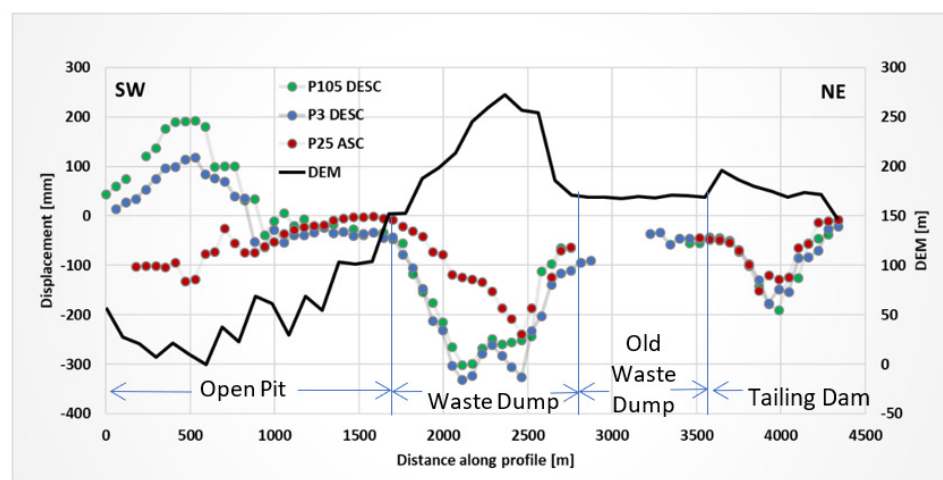 300
200
100
0
-100
-200
-300
-400
Displacement [mm]
SW
NE
P105 DESC
P3 DESC
P25 ASC
DEM
300
250
200
150
100
50
0
-50
DEM [m]
Open Pit
Waste Dump
Old
Waste
Dump
Tailing Dam
0
500
1000
1500
2000
2500
3000
3500
4000
4500
Distance along profile [m]